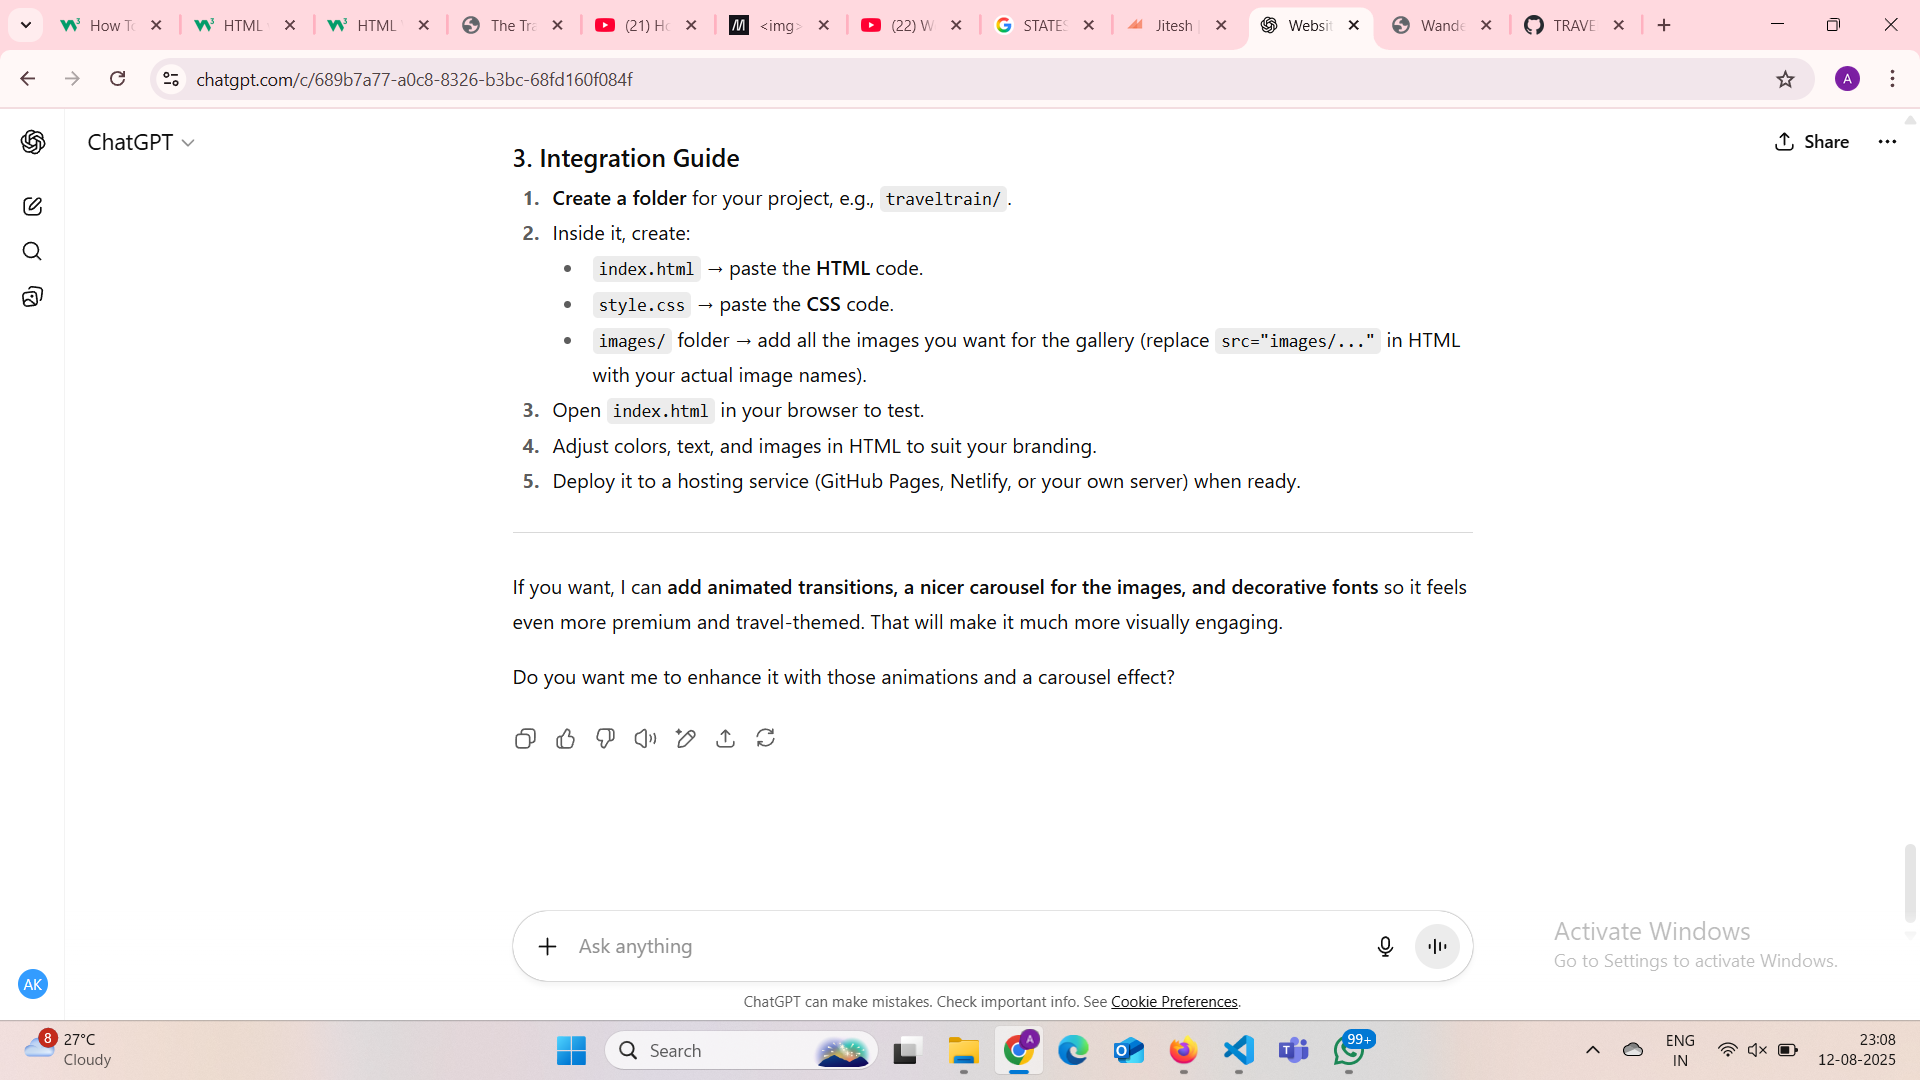 How To
HTML
HTML
The Tra
(21) Ho
<img>
(22) W
STATES
Jitesh
Websit
Wande
TRAVE
chatgpt.com/c/689b7a77-a0c8-8326-b3bc-68fd160f084f
A
ChatGPT
Share
3. Integration Guide
1. Create a folder for your project, e.g., traveltrain/ .
2. Inside it, create:
• index.html → paste the HTML code.
• style.css → paste the CSS code.
• images/ folder → add all the images you want for the gallery (replace src="images/..." in HTML
with your actual image names).
3. Open index.html in your browser to test.
4. Adjust colors, text, and images in HTML to suit your branding.
5. Deploy it to a hosting service (GitHub Pages, Netlify, or your own server) when ready.
If you want, I can add animated transitions, a nicer carousel for the images, and decorative fonts so it feels
even more premium and travel-themed. That will make it much more visually engaging.
Do you want me to enhance it with those animations and a carousel effect?
Ask anything
Activate Windows
Go to Settings to activate Windows.
AK
ChatGPT can make mistakes. Check important info. See Cookie Preferences.
8
27°C
Cloudy
Search
A
99+
ENG
IN
23:08
12-08-2025